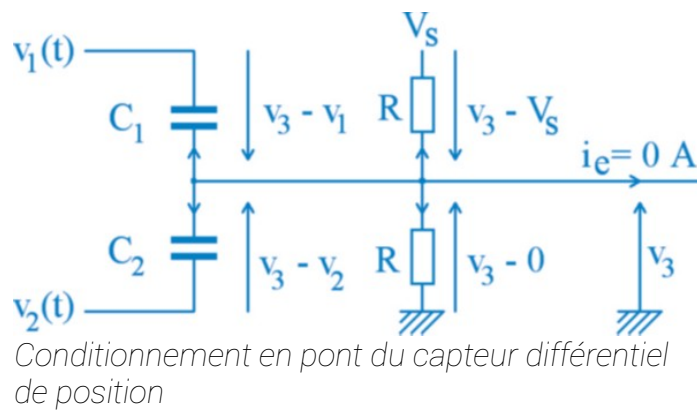 Vs
v1(t)
C1
v3 - v1
R
v3 - Vs
ie= 0 A
C2
v3 - v2
R
v3 - 0
v3
v2(t)
Conditionnement en pont du capteur différentiel
de position